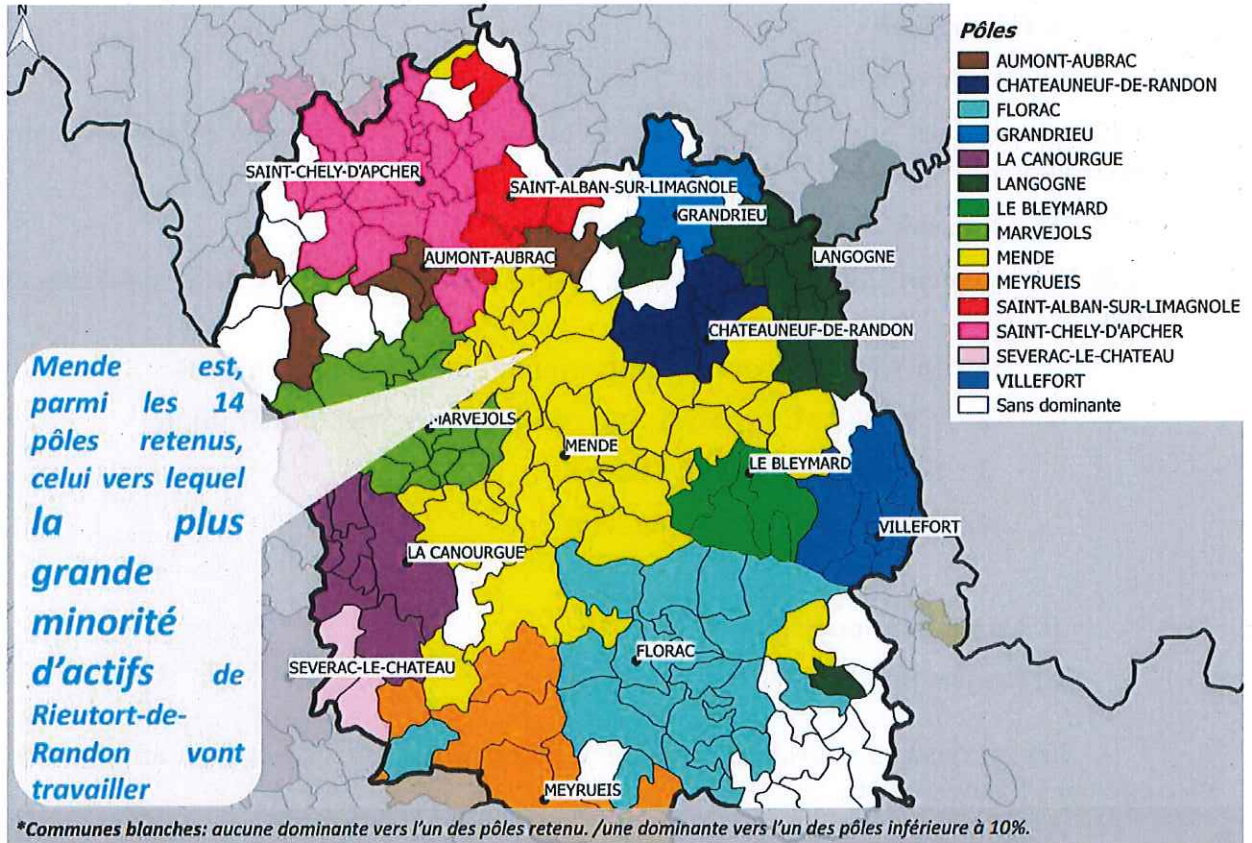 N
Pôles
AUMONT-AUBRAC
CHATEAUNEUF-DE-RANDON
FLORAC
GRANDRIEU
LA CANOURGUE
LANGOGNE
LE BLEYMARD
MARVEJOLS
MENDE
MEYRUEIS
SAINT-ALBAN-SUR-LIMAGNOLE
SAINT-CHELY-D'APCHER
SEVERAC-LE-CHATEAU
VILLEFORT
Sans dominante
SAINT-CHELY-D'APCHER
SAINT-ALBAN-SUR-LIMAGNOLE
GRANDRIEU
AUMONT-AUBRAC
LANGOGNE
CHATEAUNEUF-DE-RANDON
MARVEJOLS
MENDE
LE BLEYMARD
VILLEFORT
LA CANOURGUE
FLORAC
SEVERAC-LE-CHATEAU
MEYRUEIS
Mende est,
parmi les 14
pôles retenus,
celui vers lequel
la plus
grande
minorité
d'actifs de
Rieutort-de-
Randon vont
travailler
*Communes blanches: aucune dominante vers l'un des pôles retenu. /une dominante vers l'un des pôles inférieure à 10%.